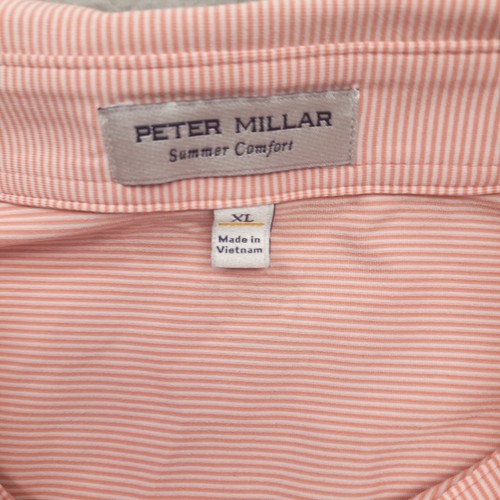 PETER MILLAR
Summer Comfort
XL
Made in
Vietnam